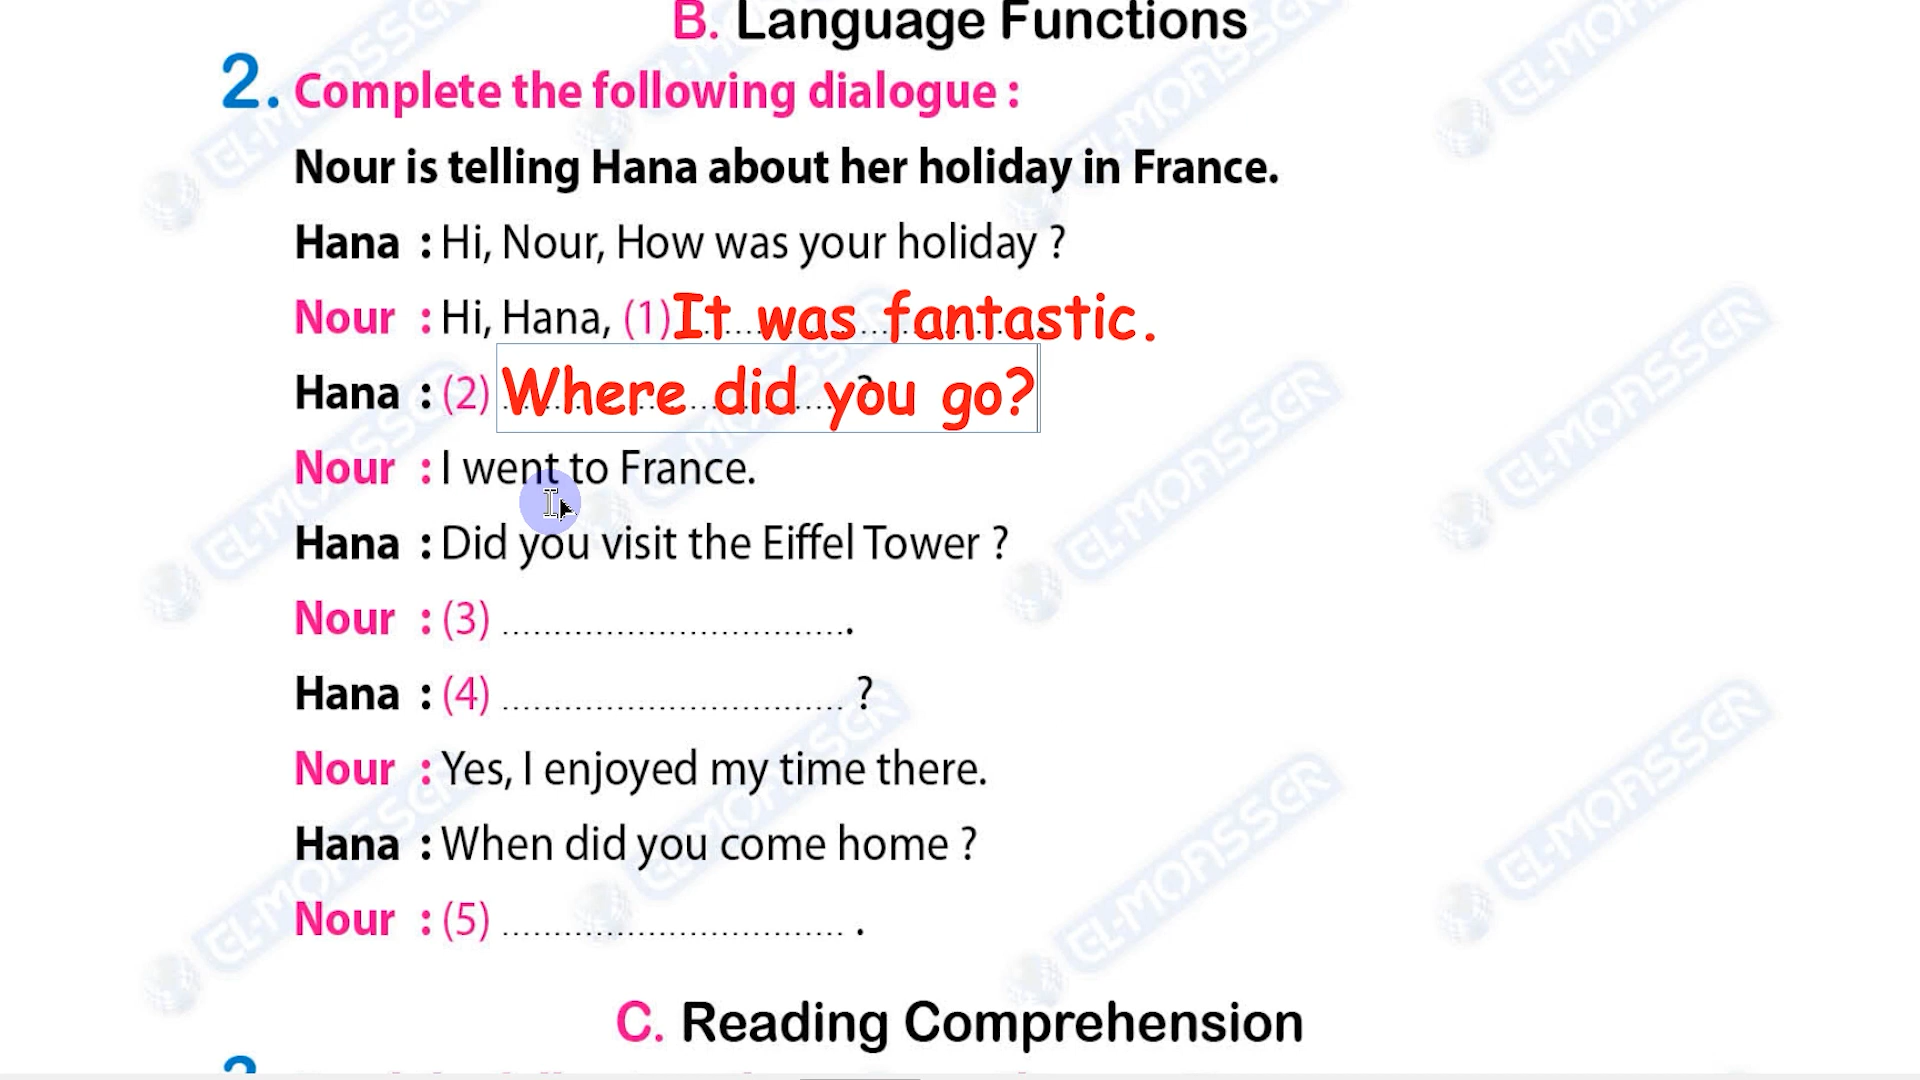 B. Language Functions
2. Complete the following dialogue :
Nour is telling Hana about her holiday in France.
Hana : Hi, Nour, How was your holiday ?
Nour : Hi, Hana, (1) It was fantastic.
Hana : (2) Where did you go?
Nour : I went to France.
Hana : Did you visit the Eiffel Tower ?
Nour : (3) ................................ .
Hana : (4) ................................ ?
Nour : Yes, I enjoyed my time there.
Hana : When did you come home ?
Nour : (5) ................................ .
C. Reading Comprehension